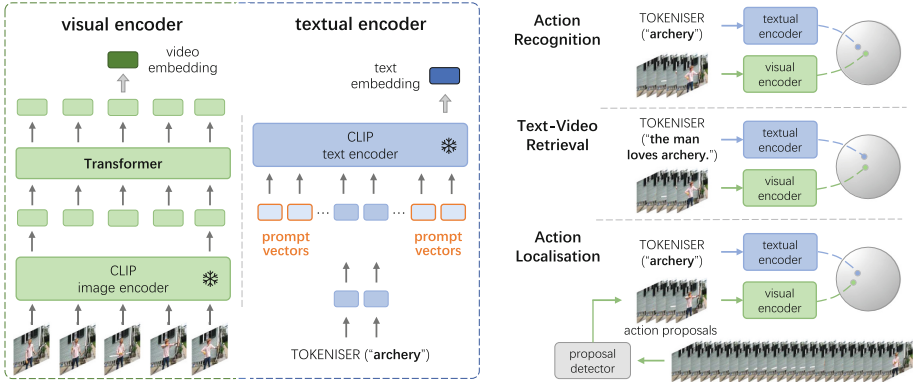 visual encoder
video
embedding
Transformer
CLIP
image encoder
textual encoder
text
embedding
CLIP
text encoder
... ...
prompt
vectors
prompt
vectors
TOKENISER (“archery”)
Action
Recognition
TOKENISER
(“archery”)
textual
encoder
visual
encoder
Text-Video
Retrieval
TOKENISER
(“the man
loves archery.”)
textual
encoder
visual
encoder
Action
Localisation
TOKENISER
(“archery”)
textual
encoder
visual
encoder
action proposals
proposal
detector